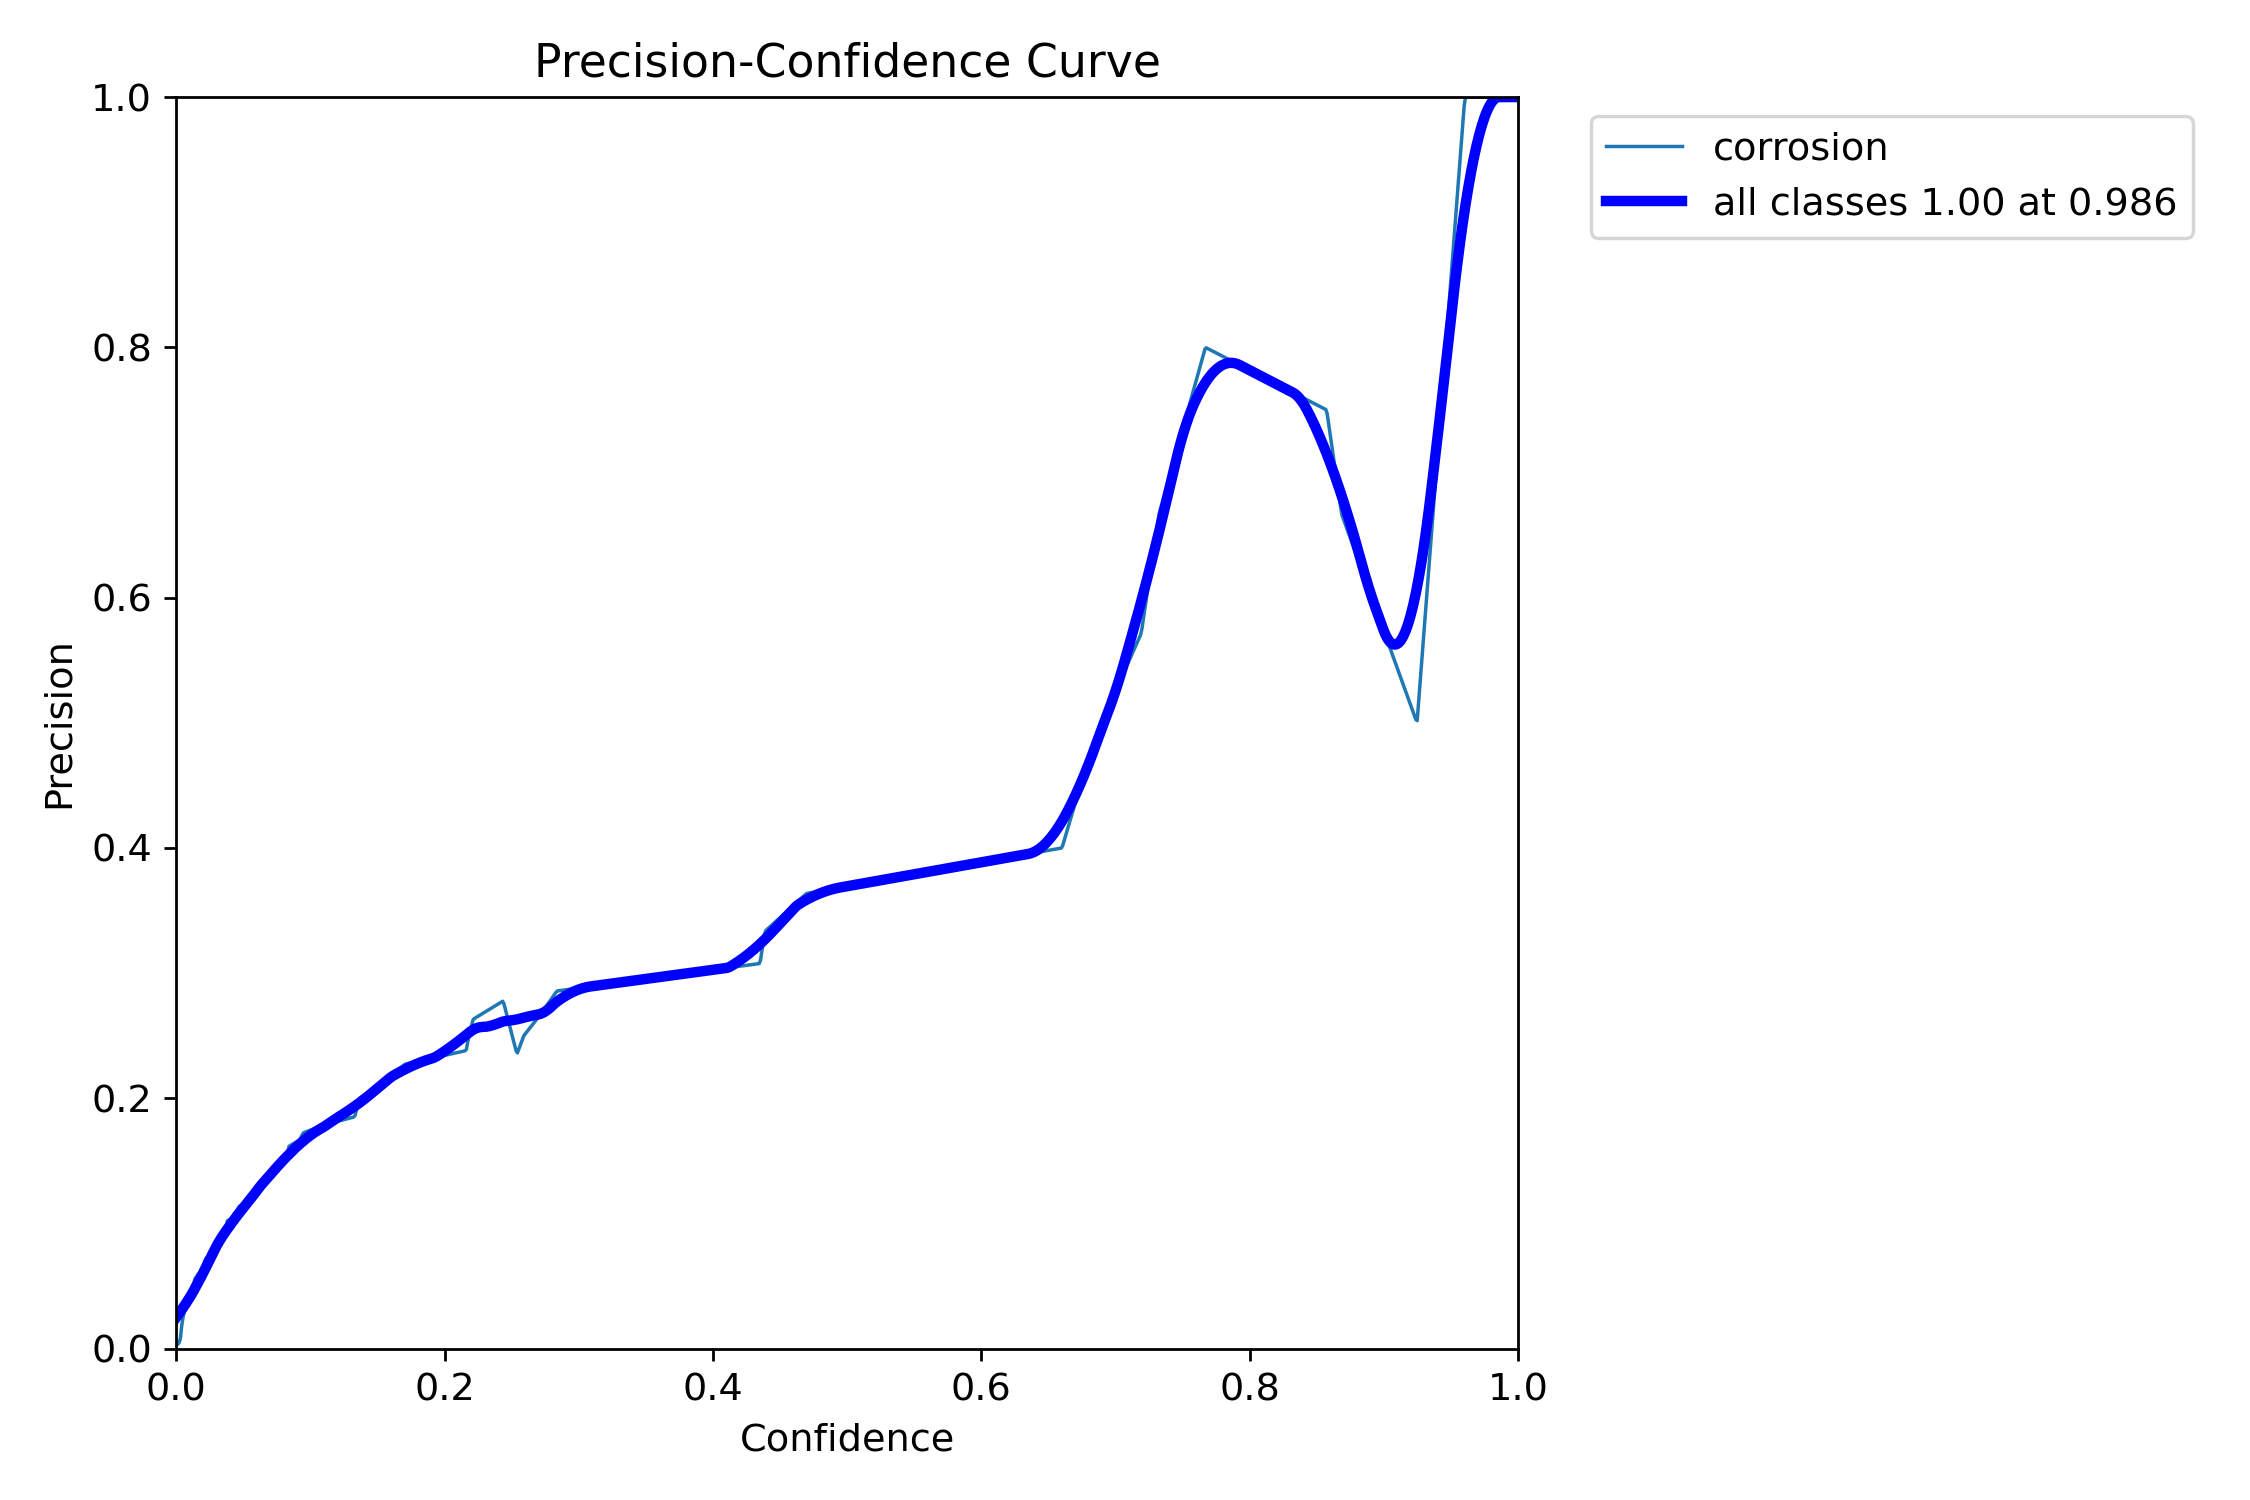 Precision-Confidence Curve
1.0
0.8
0.6
0.4
0.2
0.0
Precision
0.0 0.2 0.4 0.6 0.8 1.0
Confidence
corrosion
all classes 1.00 at 0.986